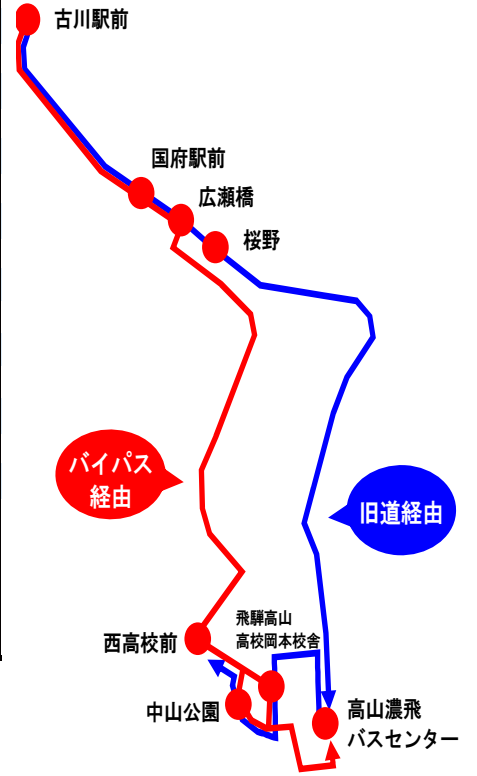 古川駅前
国府駅前
広瀬橋
桜野
バイパス
経由
旧道経由
飛騨高山
高校岡本校舎
西高校前
中山公園
高山濃飛
バスセンター